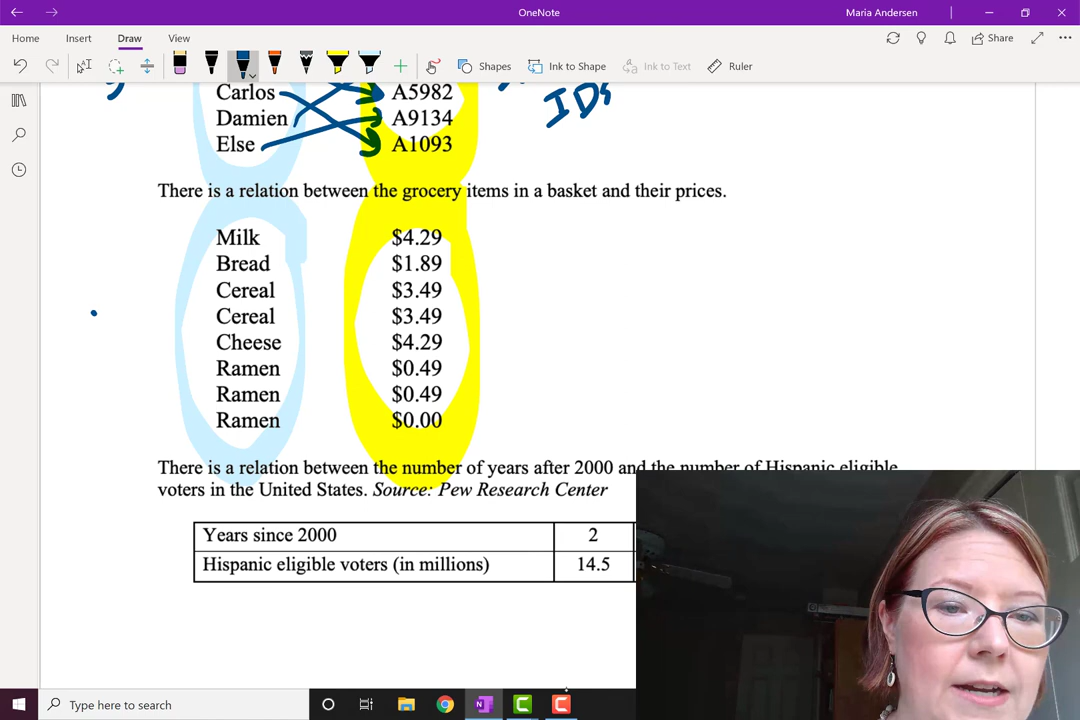 OneNote
Maria Andersen
Home Insert Draw View
Share
Shapes Ink to Shape Ink to Text Ruler
Carlos A5982
Damien A9134
Else A1093
IDs
There is a relation between the grocery items in a basket and their prices.
Milk $4.29
Bread $1.89
Cereal $3.49
Cereal $3.49
Cheese $4.29
Ramen $0.49
Ramen $0.49
Ramen $0.00
There is a relation between the number of years after 2000 and the number of Hispanic eligible
voters in the United States. Source: Pew Research Center
Years since 2000 2
Hispanic eligible voters (in millions) 14.5
Type here to search